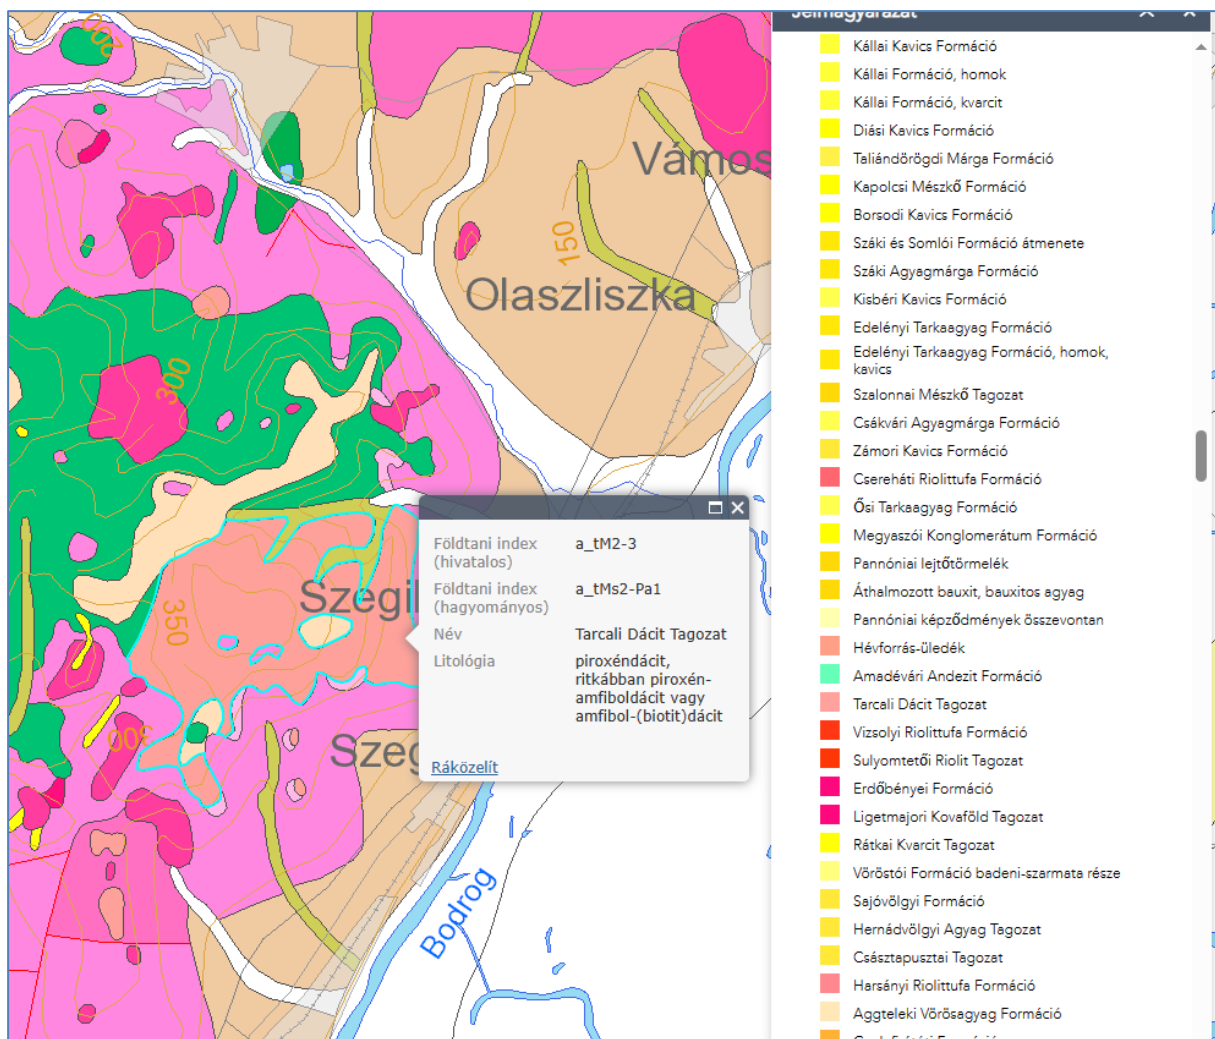 Jelmagyarázat
200
Vámos
150
Olaszliszka
300
Szegil
350
300
Szeg
Bodrog
Földtani index (hivatalos) a_tM2-3
Földtani index (hagyományos) a_tMs2-Pa1
Név Tarcali Dácit Tagozat
Litológia piroxéndácit,
ritkábban piroxén-
amfiboldácit vagy
amfibol-(biotit)dácit
Ráközelít
Kállai Kavics Formáció
Kállai Formáció, homok
Kállai Formáció, kvarcit
Diási Kavics Formáció
Taliándörögdi Márga Formáció
Kapolcsi Mészkő Formáció
Borsodi Kavics Formáció
Száki és Somlói Formáció átmenete
Száki Agyagmárga Formáció
Kisbéri Kavics Formáció
Edelényi Tarkaagyag Formáció
Edelényi Tarkaagyag Formáció, homok,
kavics
Szalonnai Mészkő Tagozat
Csákvári Agyagmárga Formáció
Zámori Kavics Formáció
Csereháti Riolittufa Formáció
Ősi Tarkaagyag Formáció
Megyaszói Konglomerátum Formáció
Pannóniai lejtőtörmelék
Áthalmozott bauxit, bauxitos agyag
Pannóniai képződmények összevontan
Hévforrás-üledék
Amadévári Andezit Formáció
Tarcali Dácit Tagozat
Vizsolyi Riolittufa Formáció
Sulyomtetői Riolit Tagozat
Erdőbényei Formáció
Ligetmajori Kovaföld Tagozat
Rátkai Kvarcit Tagozat
Vöröstói Formáció badeni-szarmata része
Sajóvölgyi Formáció
Hernádvölgyi Agyag Tagozat
Császtapusztai Tagozat
Harsányi Riolittufa Formáció
Aggteleki Vörösagyag Formáció